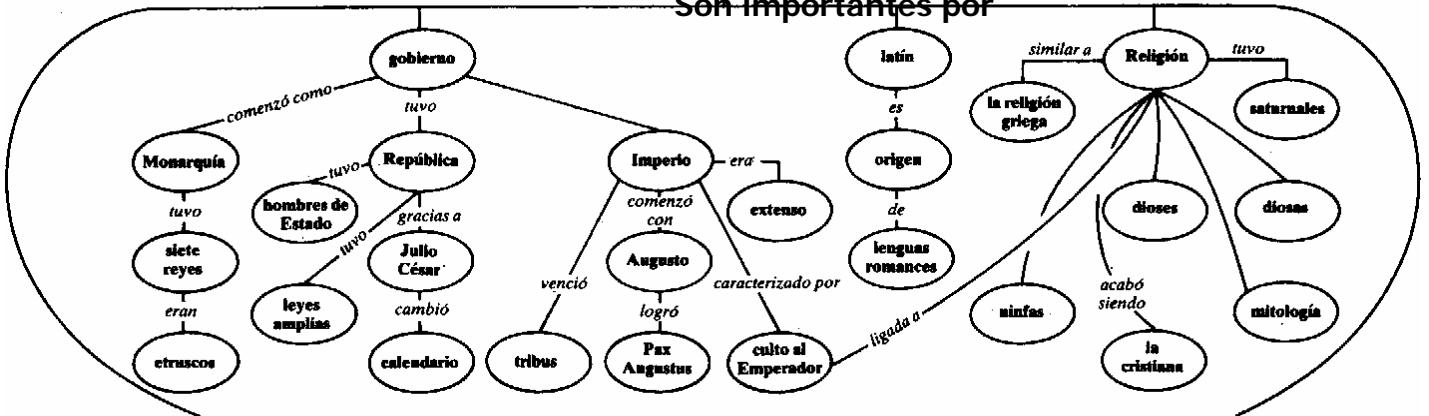 Son importantes por
gobierno
comenzó como
Monarquía
tuvo
siete
reyes
eran
etruscos
tuvo
República
tuvo
hombres de
Estado
tuvo
leyes
amplias
gracias a
Julio
César
cambió
calendario
Imperio
era
extenso
venció
tribus
comenzó
con
Augusto
logró
Pax
Augustus
caracterizado por
culto al
Emperador
ligada a
latín
es
origen
de
lenguas
romances
Religión
similar a
la religión
griega
tuvo
saturnales
ninfas
acabó
siendo
la
cristiana
dioses
mitología
diosas